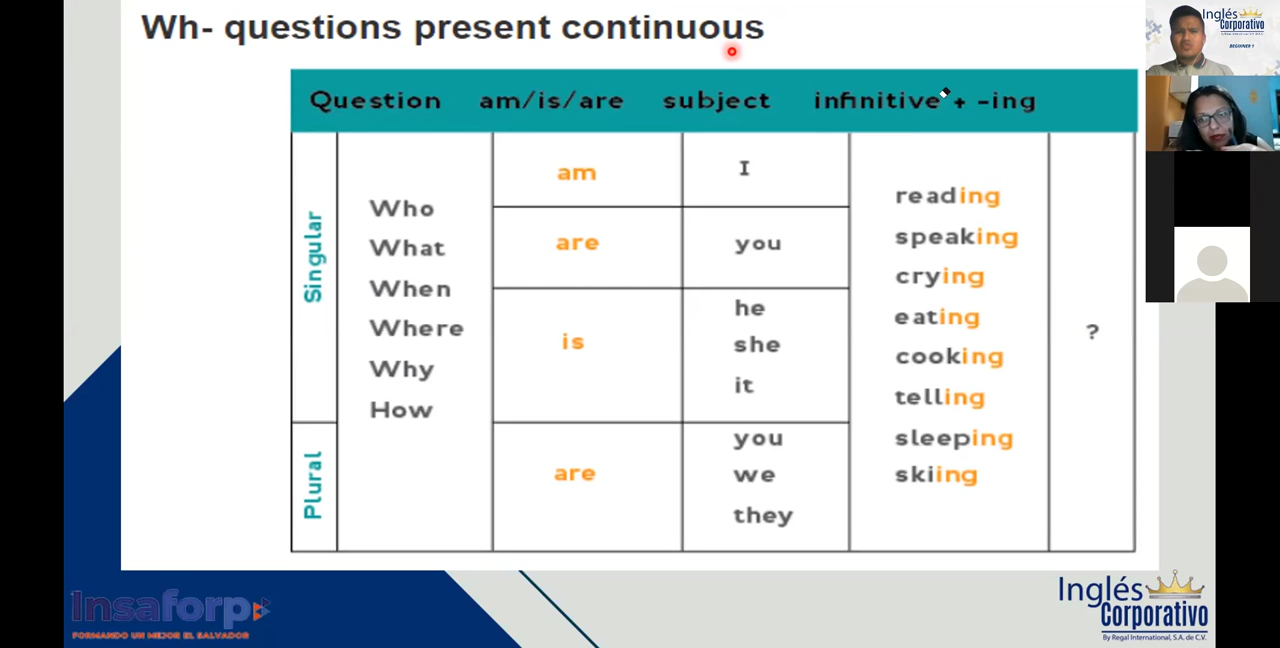 Wh- questions present continuous
Question am/is/are subject infinitive + -ing
Singular
Who
What
When
Where
Why
How
am
I
are
you
is
he
she
it
Plural
are
you
we
they
reading
speaking
crying
eating
cooking
telling
sleeping
skiing
?
Insaforp
FORMANDO UN MEJOR EL SALVADOR
Inglés
Corporativo
By Regal International, S.A. de C.V.
Inglés
Corporativo
BEGINNER 1